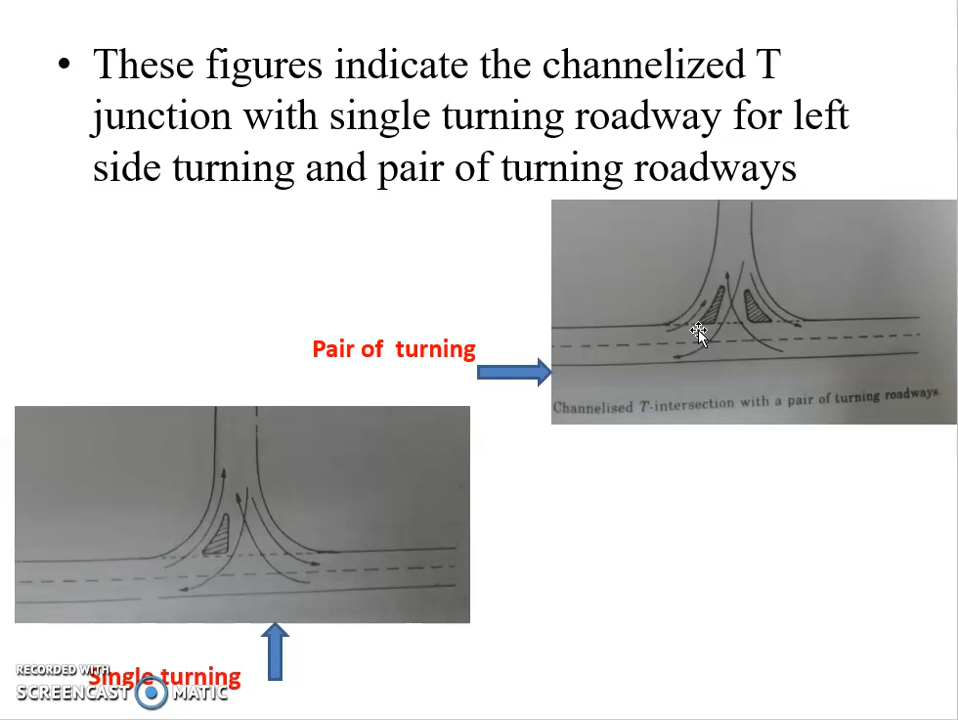 • These figures indicate the channelized T
junction with single turning roadway for left
side turning and pair of turning roadways
Pair of turning
Channelised T-intersection with a pair of turning roadways.
Single turning
RECORDED WITH
SCREENCAST MATIC